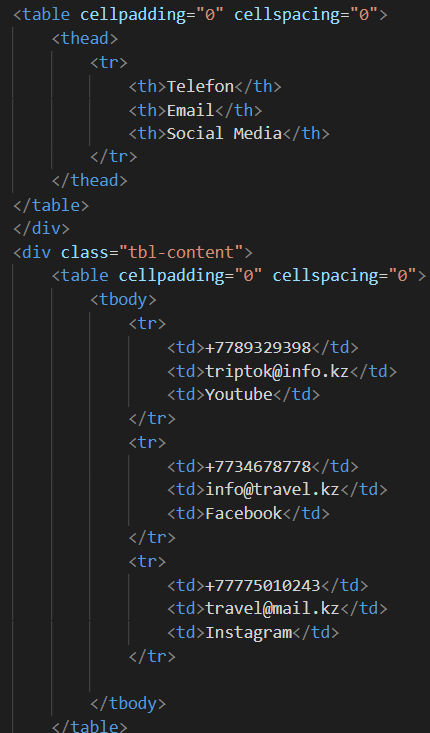 <table cellpadding="0" cellspacing="0">
<thead>
<tr>
<th>Telefon</th>
<th>Email</th>
<th>Social Media</th>
</tr>
</thead>
</table>
</div>
<div class="tbl-content">
<table cellpadding="0" cellspacing="0">
<tbody>
<tr>
<td>+7789329398</td>
<td>triptok@info.kz</td>
<td>Youtube</td>
</tr>
<tr>
<td>+7734678778</td>
<td>info@travel.kz</td>
<td>Facebook</td>
</tr>
<tr>
<td>+77775010243</td>
<td>travel@mail.kz</td>
<td>Instagram</td>
</tr>
</tbody>
</table>